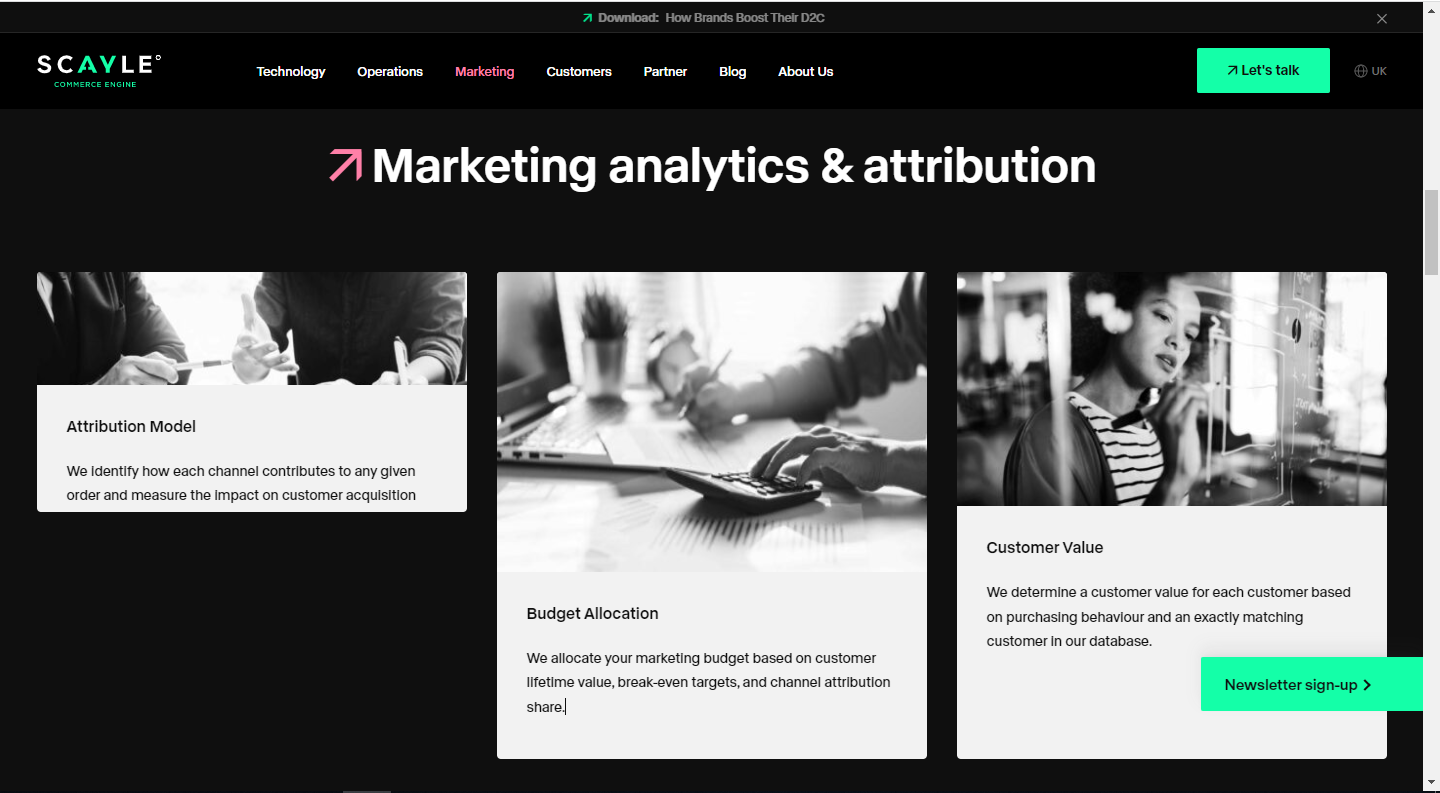 Download: How Brands Boost Their D2C
SCAYLE
COMMERCE ENGINE
Technology
Operations
Marketing
Customers
Partner
Blog
About Us
Let's talk
UK
Marketing analytics & attribution
Attribution Model
We identify how each channel contributes to any given
order and measure the impact on customer acquisition
Budget Allocation
We allocate your marketing budget based on customer
lifetime value, break-even targets, and channel attribution
share.
Customer Value
We determine a customer value for each customer based
on purchasing behaviour and an exactly matching
customer in our database.
Newsletter sign-up